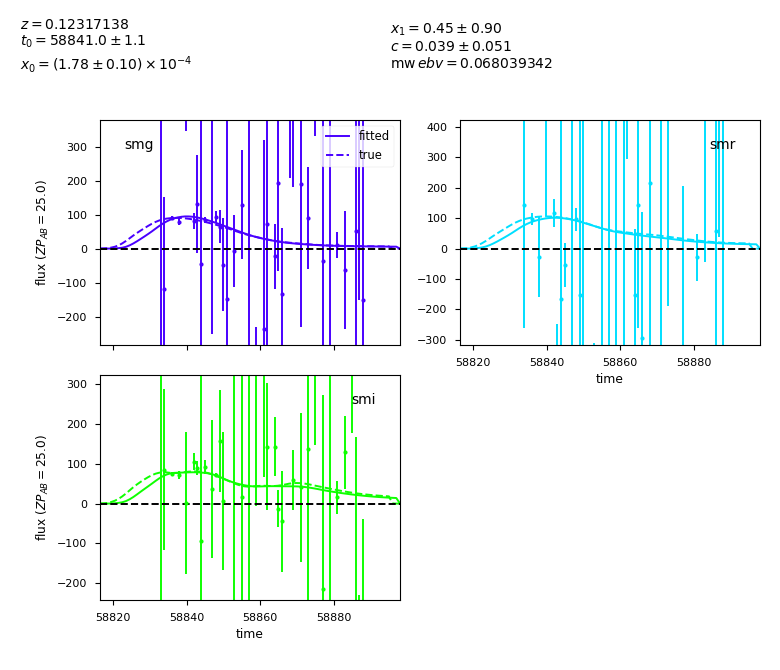 z = 0.12317138
t₀ = 58841.0 ± 1.1
x₀ = (1.78 ± 0.10) × 10⁻⁴
x₁ = 0.45 ± 0.90
c = 0.039 ± 0.051
mw ebv = 0.068039342
smg
fitted
true
300
200
100
0
−100
−200
flux (ZP_AB = 25.0)
smr
400
300
200
100
0
−100
−200
−300
58820 58840 58860 58880
time
smi
300
200
100
0
−100
−200
flux (ZP_AB = 25.0)
58820 58840 58860 58880
time